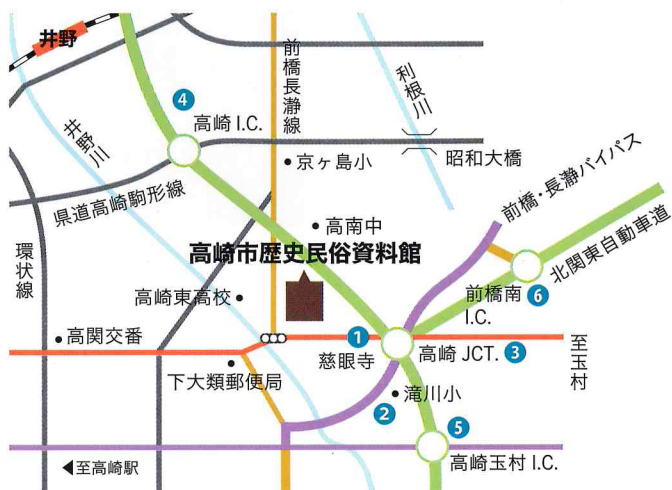 井野
前橋長瀞線
利根川
④
高崎 I.C.
井野川
京ヶ島小
昭和大橋
県道高崎駒形線
前橋・長瀞バイパス
環状線
高南中
高崎市歴史民俗資料館
北関東自動車道
高崎東高校
前橋南
I.C.
⑥
高関交番
①
慈眼寺
高崎 JCT.
③
至玉村
下大類郵便局
②
滝川小
⑤
◀至高崎駅
高崎玉村 I.C.